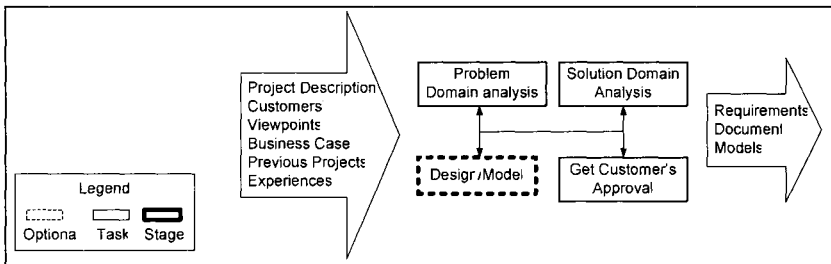 Project Description
Customers
Viewpoints
Business Case
Previous Projects
Experiences
Problem
Domain analysis
Solution Domain
Analysis
Design/Model
Get Customer's
Approval
Requirements
Document
Models
Legend
Optiona Task Stage